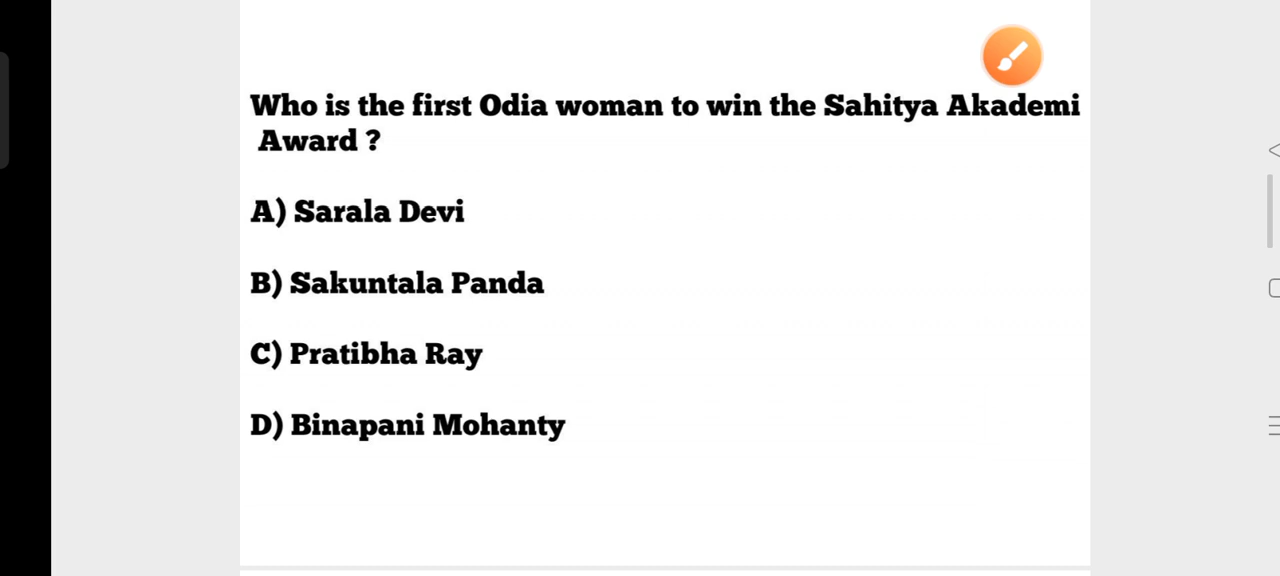 Who is the first Odia woman to win the Sahitya Akademi
Award ?
A) Sarala Devi
B) Sakuntala Panda
C) Pratibha Ray
D) Binapani Mohanty